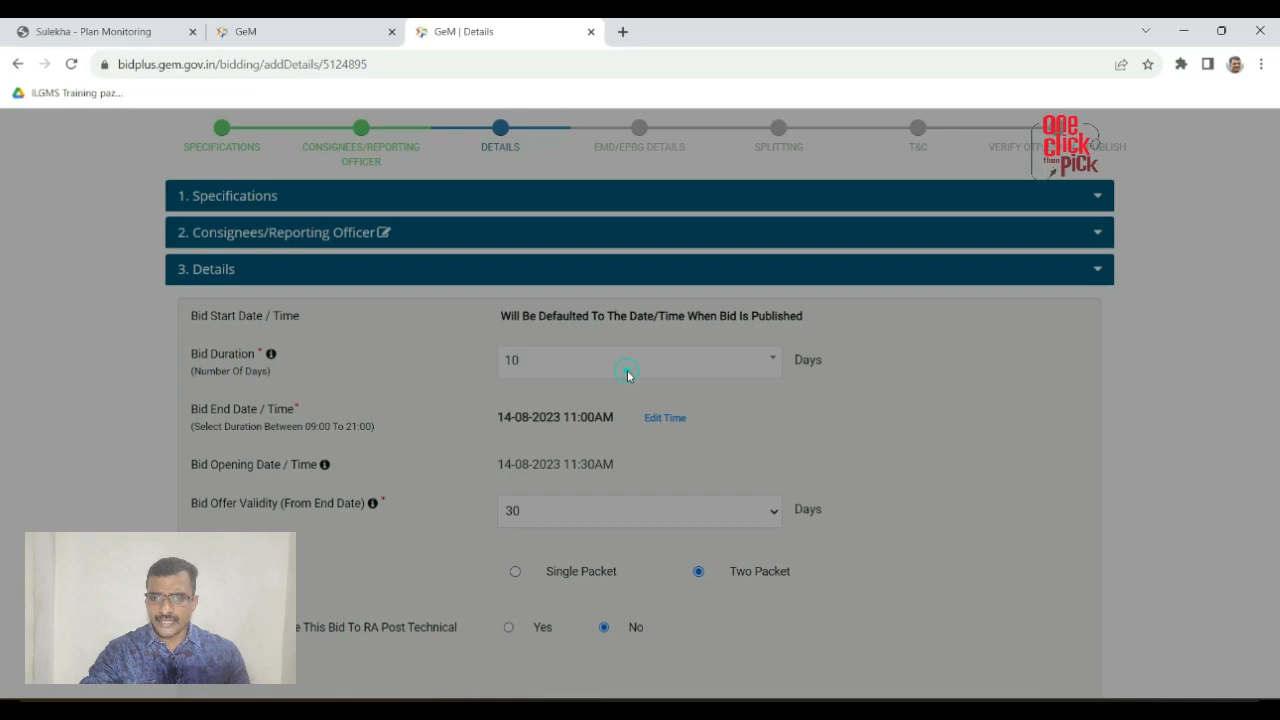 Sulekha - Plan Monitoring
GeM
GeM | Details
bidplus.gem.gov.in/bidding/addDetails/5124895
ILGMS Training paz...
SPECIFICATIONS
CONSIGNEES/REPORTING OFFICER
DETAILS
EMD/EPBG DETAILS
SPLITTING
T&C
VERIFY OT
BLISH
ONE
CLICK
then
PICK
1. Specifications
2. Consignees/Reporting Officer
3. Details
Bid Start Date / Time
Will Be Defaulted To The Date/Time When Bid Is Published
Bid Duration *
(Number Of Days)
10
Days
Bid End Date / Time*
(Select Duration Between 09:00 To 21:00)
14-08-2023 11:00AM
Edit Time
Bid Opening Date / Time
14-08-2023 11:30AM
Bid Offer Validity (From End Date) *
30
Days
Single Packet
Two Packet
e This Bid To RA Post Technical
Yes
No